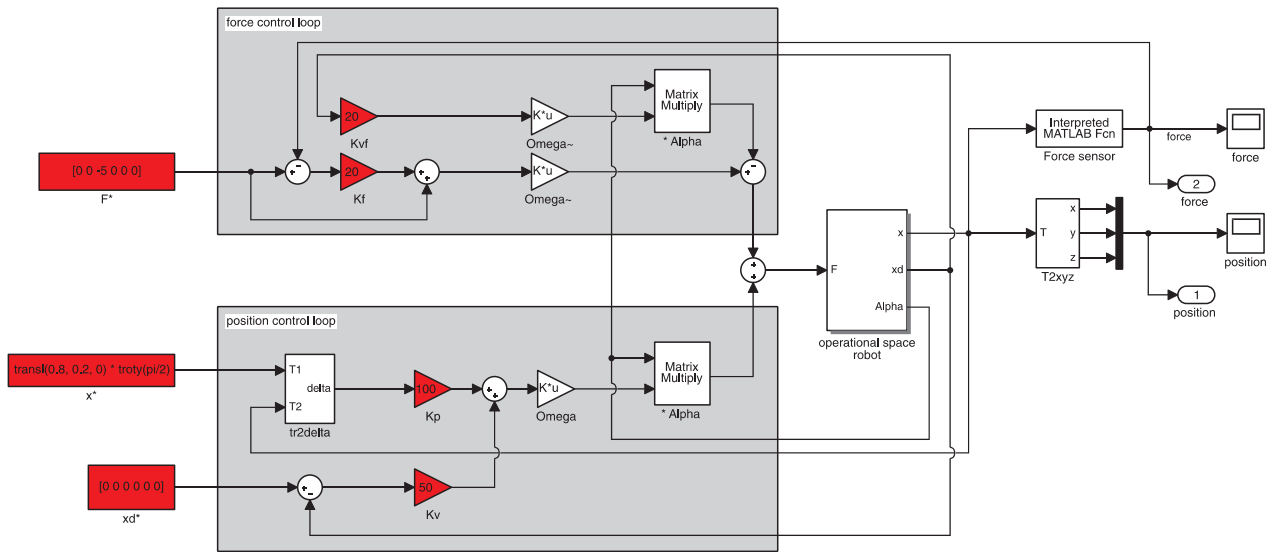 force control loop
[0 0 -5 0 0 0]
F*
20
Kvf
20
Kf
K*u
Omega~
K*u
Omega~
Matrix
Multiply
* Alpha
Interpreted
MATLAB Fcn
Force sensor
force
force
2
force
F
x
xd
Alpha
operational space
robot
T
x
y
z
T2xyz
position
1
position
position control loop
transl(0.8, 0.2, 0) * troty(pi/2)
x*
T1
T2
delta
tr2delta
100
Kp
K*u
Omega
Matrix
Multiply
* Alpha
[0 0 0 0 0 0]
xd*
50
Kv